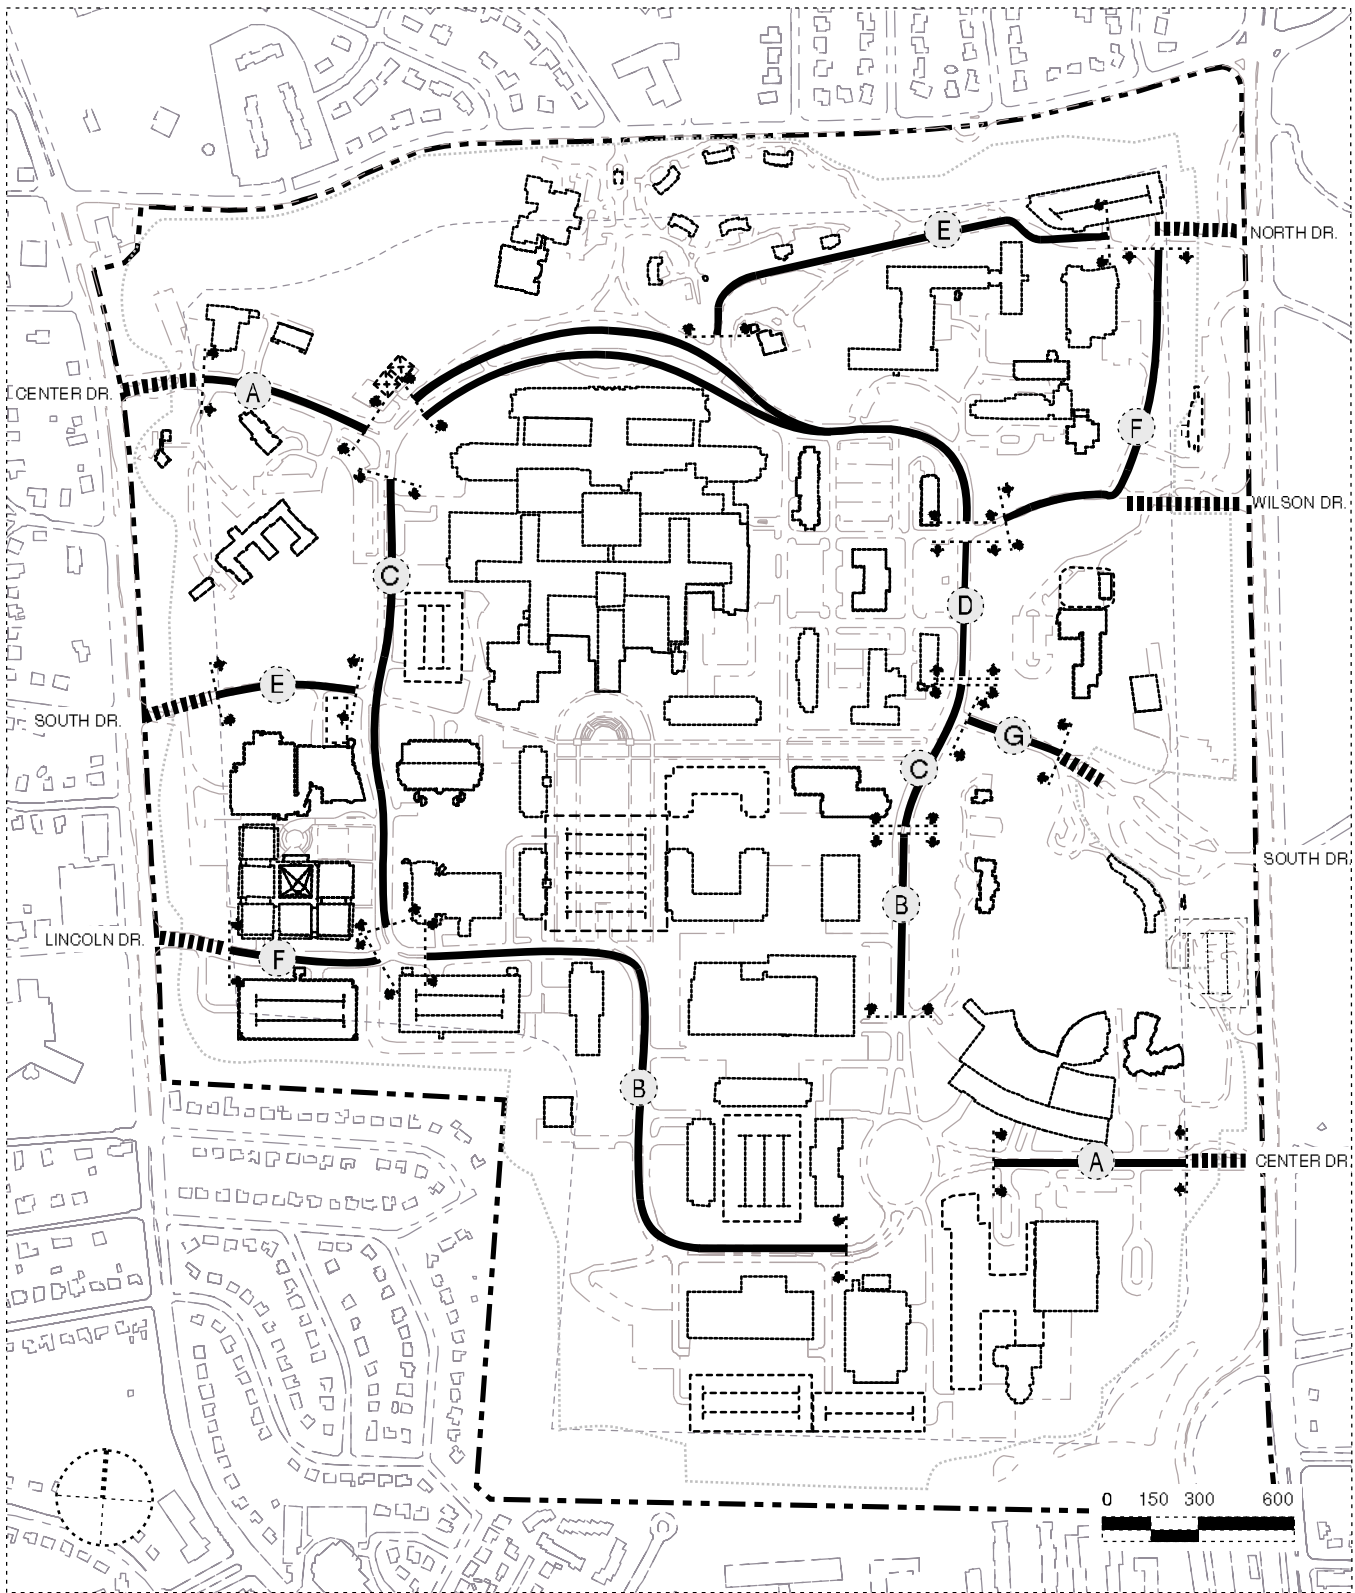 E
NORTH DR.
CENTER DR.
A
F
WILSON DR.
C
D
E
SOUTH DR.
G
C
SOUTH DR
B
LINCOLN DR.
F
B
A
CENTER DR.
0 150 300 600